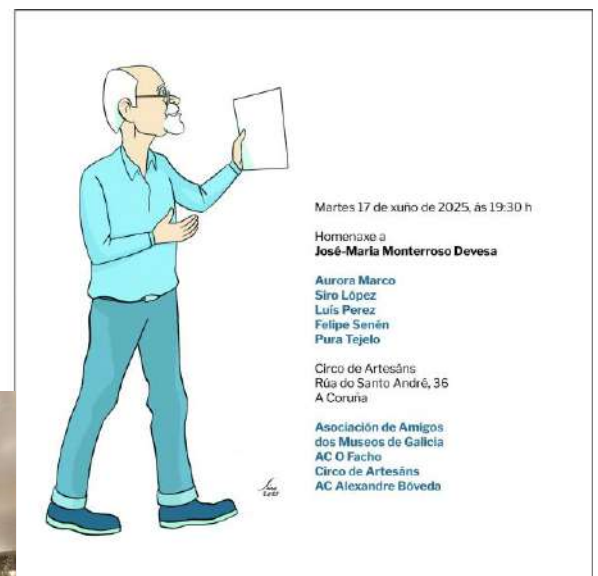 Martes 17 de xuño de 2025, ás 19:30 h
Homenaxe a
José-Maria Monterroso Devesa
Aurora Marco
Siro López
Luís Perez
Felipe Senén
Pura Tejelo
Circo de Artesáns
Rúa do Santo André, 36
A Coruña
Asociación de Amigos
dos Museos de Galicia
AC O Facho
Circo de Artesáns
AC Alexandre Bóveda